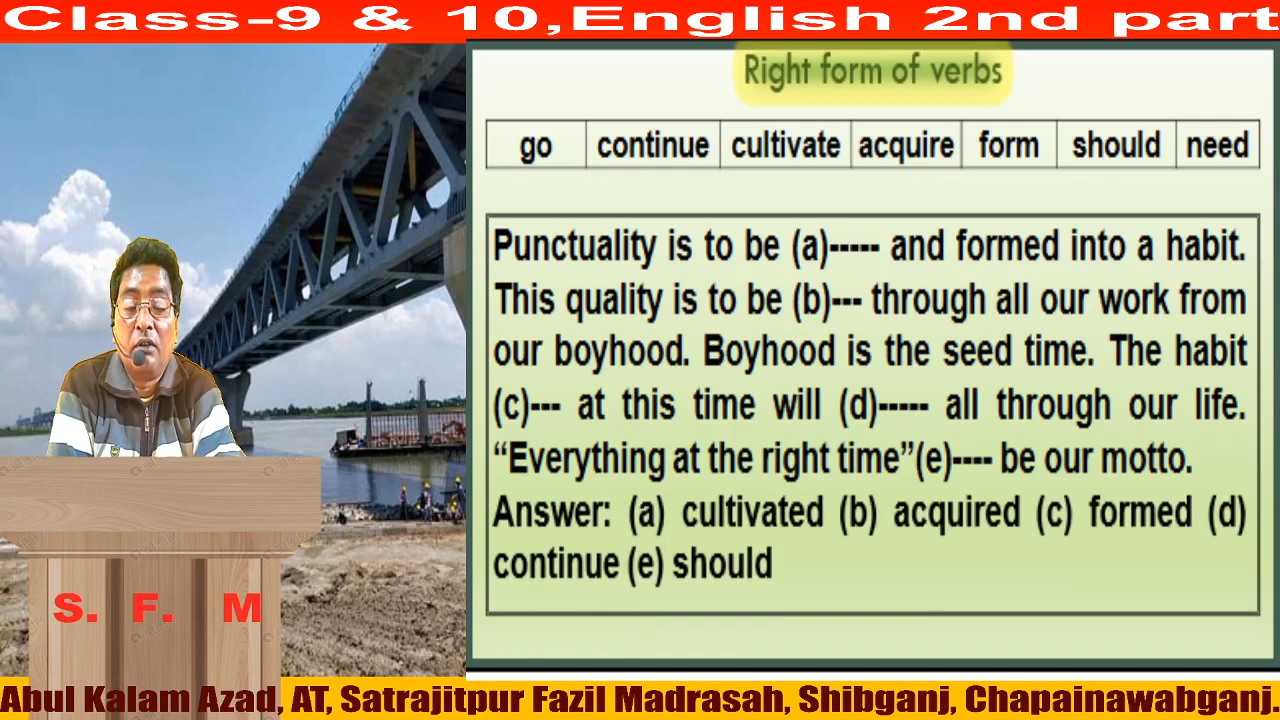 Class-9 & 10,English 2nd part
Right form of verbs
go continue cultivate acquire form should need
Punctuality is to be (a)----- and formed into a habit.
This quality is to be (b)--- through all our work from
our boyhood. Boyhood is the seed time. The habit
(c)--- at this time will (d)----- all through our life.
“Everything at the right time”(e)---- be our motto.
Answer: (a) cultivated (b) acquired (c) formed (d)
continue (e) should
S. F. M
Abul Kalam Azad, AT, Satrajitpur Fazil Madrasah, Shibganj, Chapainawabganj.